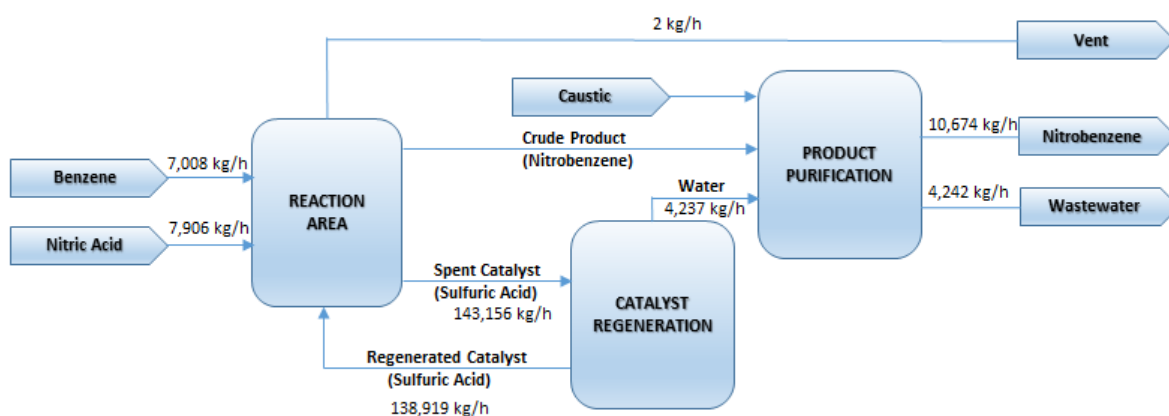 2 kg/h
Vent
Caustic
10,674 kg/h
Crude Product
(Nitrobenzene)
Nitrobenzene
PRODUCT
PURIFICATION
7,008 kg/h
Benzene
Water
4,237 kg/h
4,242 kg/h
Wastewater
REACTION
AREA
7,906 kg/h
Nitric Acid
Spent Catalyst
(Sulfuric Acid)
143,156 kg/h
CATALYST
REGENERATION
Regenerated Catalyst
(Sulfuric Acid)
138,919 kg/h